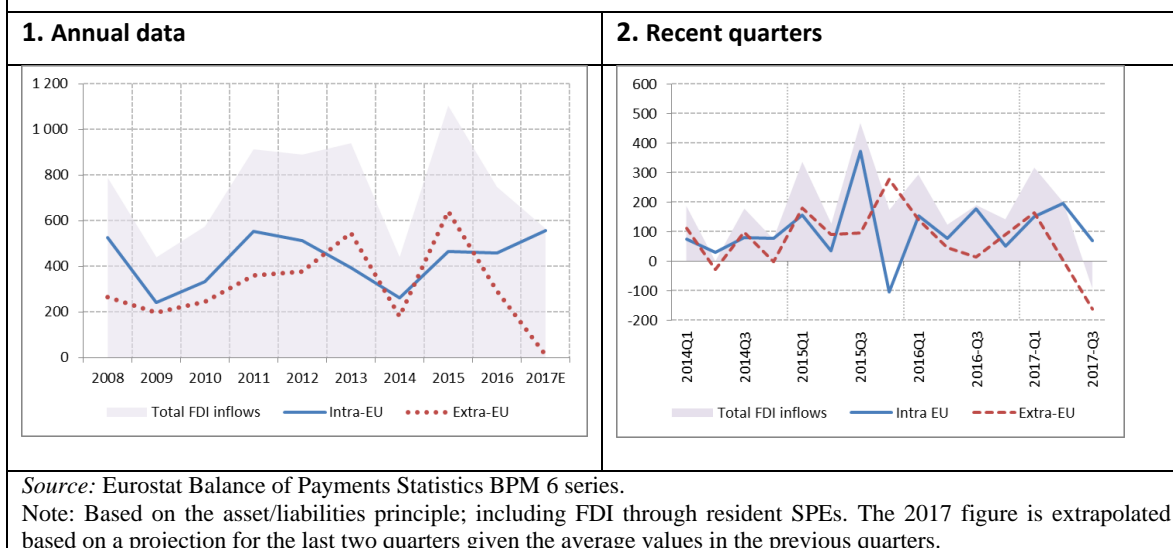 1. Annual data
2. Recent quarters
1 200
1 000
800
600
400
200
0
2008 2009 2010 2011 2012 2013 2014 2015 2016 2017E
Total FDI inflows Intra-EU Extra-EU
600
500
400
300
200
100
0
-100
-200
2014Q1
2014Q3
2015Q1
2015Q3
2016Q1
2016-Q3
2017-Q1
2017-Q3
Total FDI inflows Intra EU Extra-EU
Source: Eurostat Balance of Payments Statistics BPM 6 series.
Note: Based on the asset/liabilities principle; including FDI through resident SPEs. The 2017 figure is extrapolated
based on a projection for the last two quarters given the average values in the previous quarters.